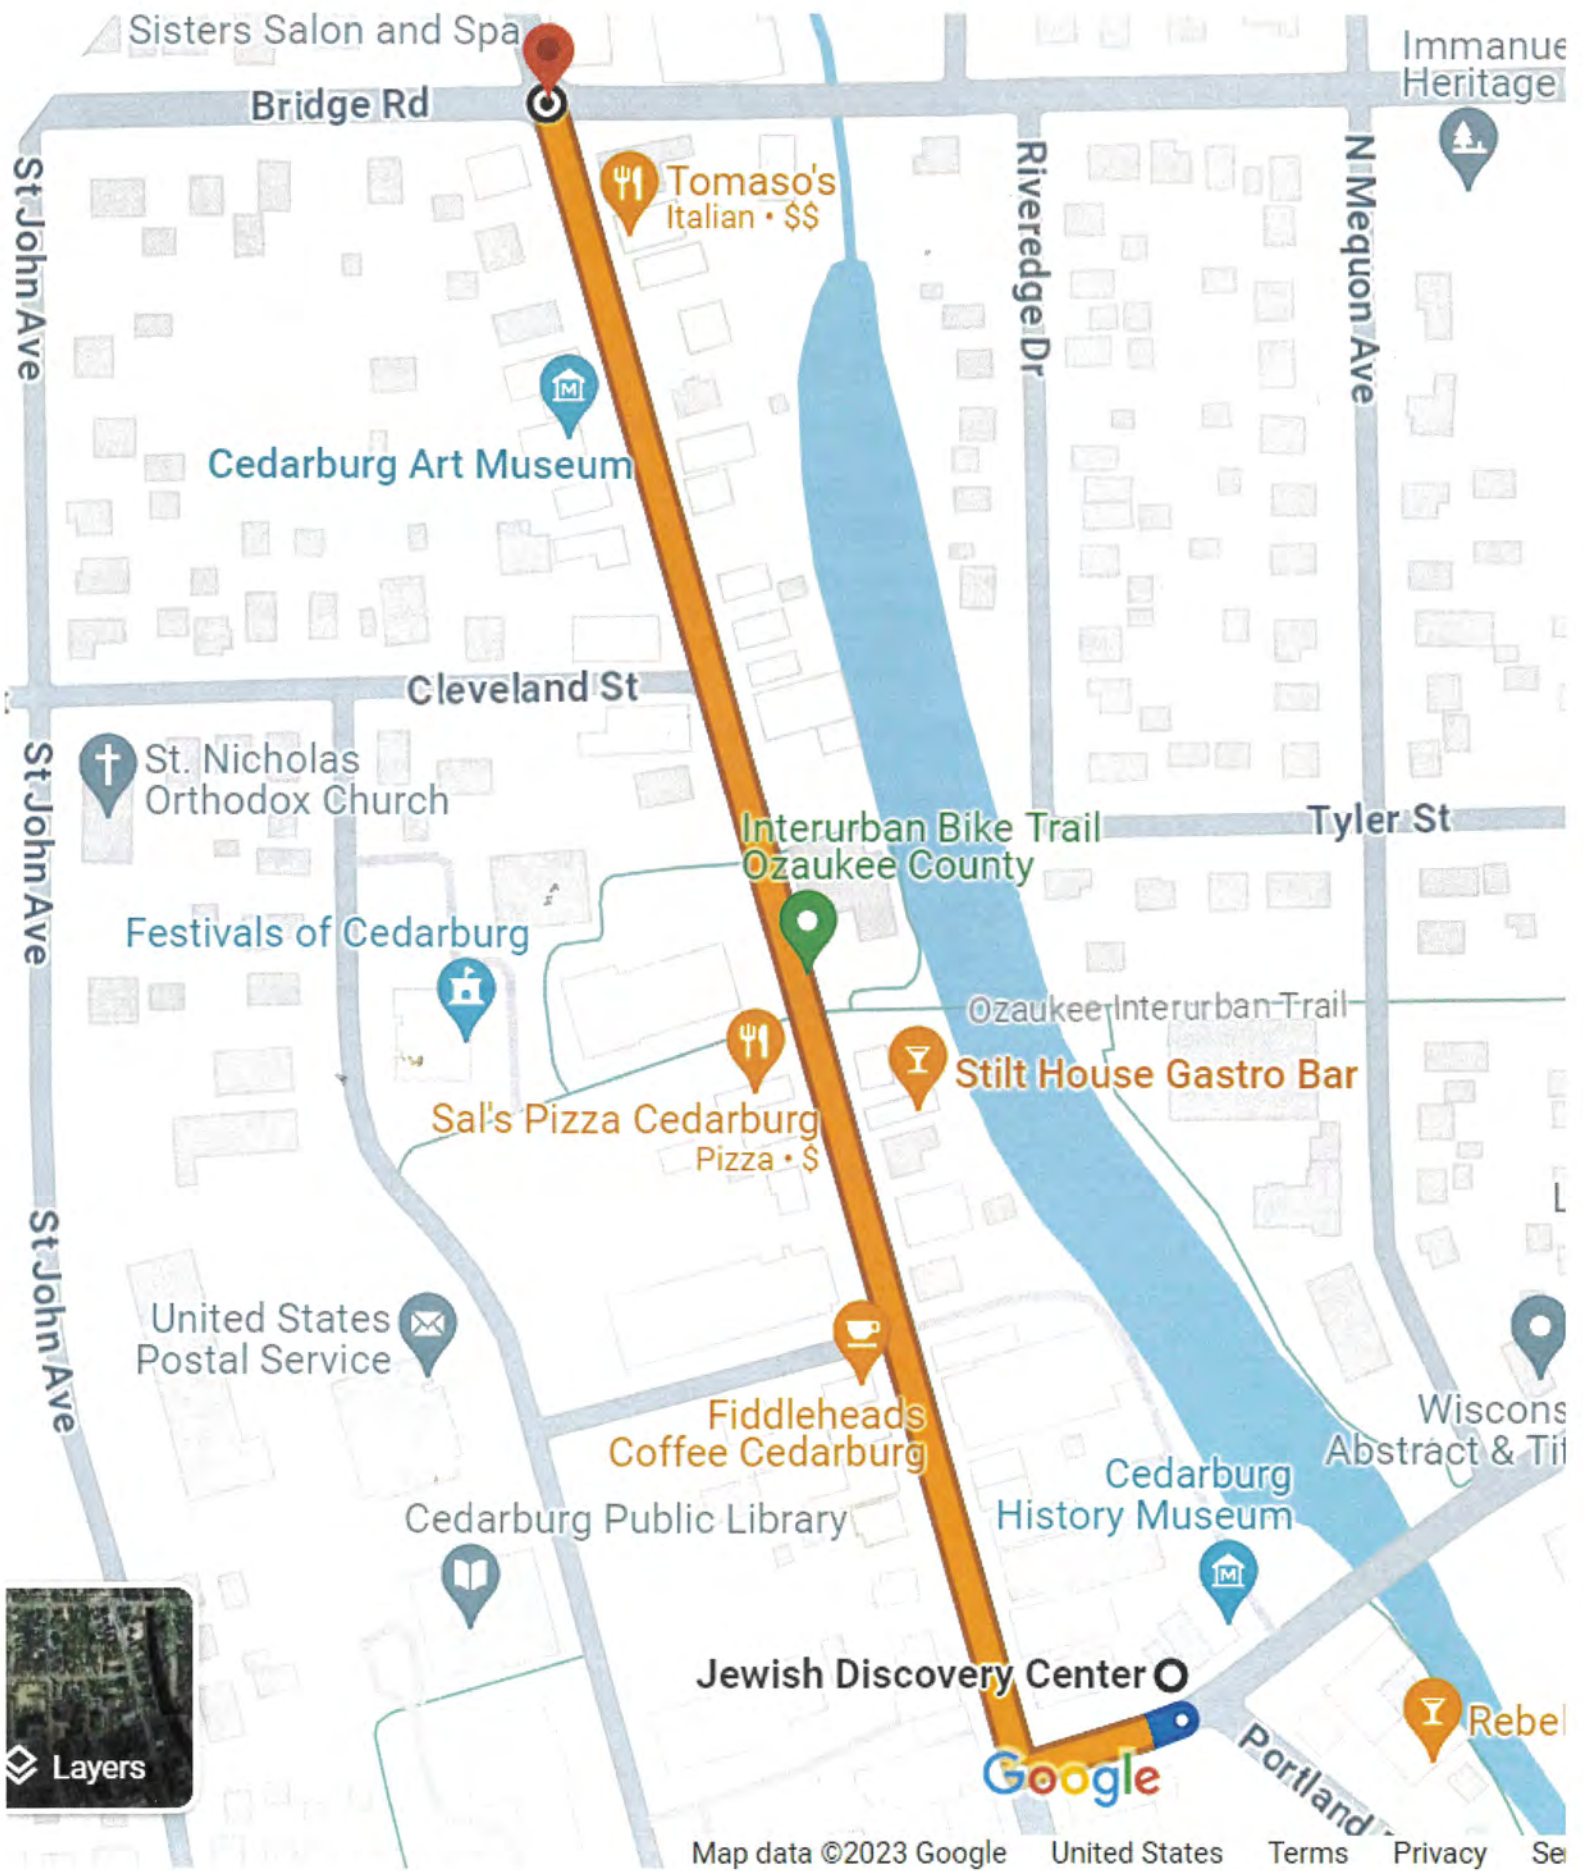 Sisters Salon and Spa
Immanue
Heritage
Bridge Rd
St John Ave
Tomaso's
Italian • $$
Riveredge Dr
N Mequon Ave
M
Cedarburg Art Museum
Cleveland St
St John Ave
St. Nicholas
Orthodox Church
Interurban Bike Trail
Ozaukee County
Tyler St
Festivals of Cedarburg
Ozaukee Interurban Trail
Stilt House Gastro Bar
Sal's Pizza Cedarburg
Pizza • $
L
St John Ave
United States
Postal Service
Fiddleheads
Coffee Cedarburg
Wiscons
Abstract & Tit
Cedarburg
History Museum
Cedarburg Public Library
M
Jewish Discovery Center
Rebel
Portland
Layers
Google
Map data ©2023 Google United States Terms Privacy Se